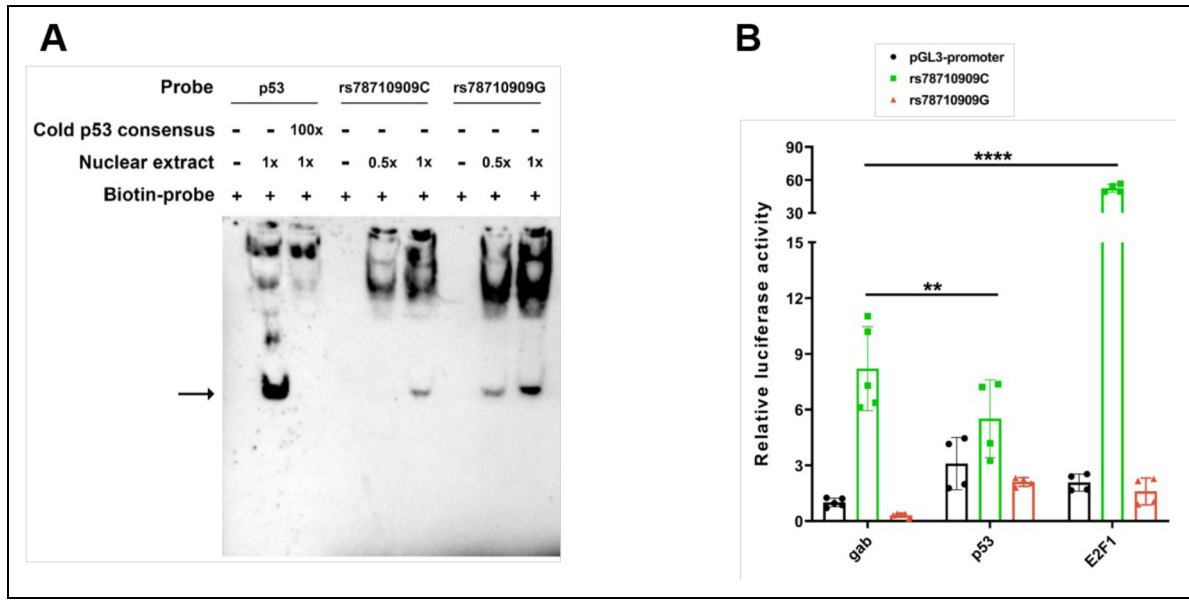 A
Probe p53 rs78710909C rs78710909G
Cold p53 consensus - - 100x - - - - - -
Nuclear extract - 1x 1x - 0.5x 1x - 0.5x 1x
Biotin-probe + + + + + + + + +
B
pGL3-promoter
rs78710909C
rs78710909G
Relative luciferase activity
90
60
30
15
12
9
6
3
0
****
**
gab
p53
E2F1